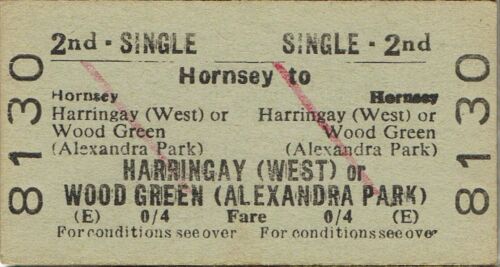 2nd - SINGLE SINGLE - 2nd
Hornsey to
Hornsey Hornsey
Harringay (West) or Harringay (West) or
Wood Green Wood Green
(Alexandra Park) (Alexandra Park)
HARRINGAY (WEST) or
WOOD GREEN (ALEXANDRA PARK)
(E) 0/4 Fare 0/4 (E)
For conditions see over For conditions see over
8130
8130